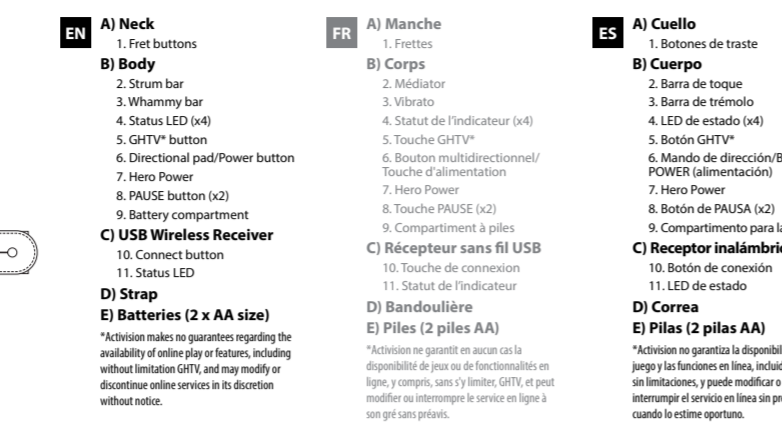 EN
A) Neck
1. Fret buttons
B) Body
2. Strum bar
3. Whammy bar
4. Status LED (x4)
5. GHTV* button
6. Directional pad/Power button
7. Hero Power
8. PAUSE button (x2)
9. Battery compartment
C) USB Wireless Receiver
10. Connect button
11. Status LED
D) Strap
E) Batteries (2 x AA size)
*Activision makes no guarantees regarding the
availability of online play or features, including
without limitation GHTV, and may modify or
discontinue online services in its discretion
without notice.
FR
A) Manche
1. Frettes
B) Corps
2. Médiator
3. Vibrato
4. Statut de l'indicateur (x4)
5. Touche GHTV*
6. Bouton multidirectionnel/
Touche d'alimentation
7. Hero Power
8. Touche PAUSE (x2)
9. Compartiment à piles
C) Récepteur sans fil USB
10. Touche de connexion
11. Statut de l'indicateur
D) Bandoulière
E) Piles (2 piles AA)
*Activision ne garantit en aucun cas la
disponibilité de jeux ou de fonctionnalités en
ligne, y compris, sans s'y limiter, GHTV, et peut
modifier ou interrompre le service en ligne à
son gré sans préavis.
ES
A) Cuello
1. Botones de traste
B) Cuerpo
2. Barra de toque
3. Barra de trémolo
4. LED de estado (x4)
5. Botón GHTV*
6. Mando de dirección/B
POWER (alimentación)
7. Hero Power
8. Botón de PAUSA (x2)
9. Compartimento para la
C) Receptor inalámbric
10. Botón de conexión
11. LED de estado
D) Correa
E) Pilas (2 pilas AA)
*Activision no garantiza la disponibil
juego y las funciones en línea, incluid
sin limitaciones, y puede modificar o
interrumpir el servicio en línea sin pr
cuando lo estime oportuno.